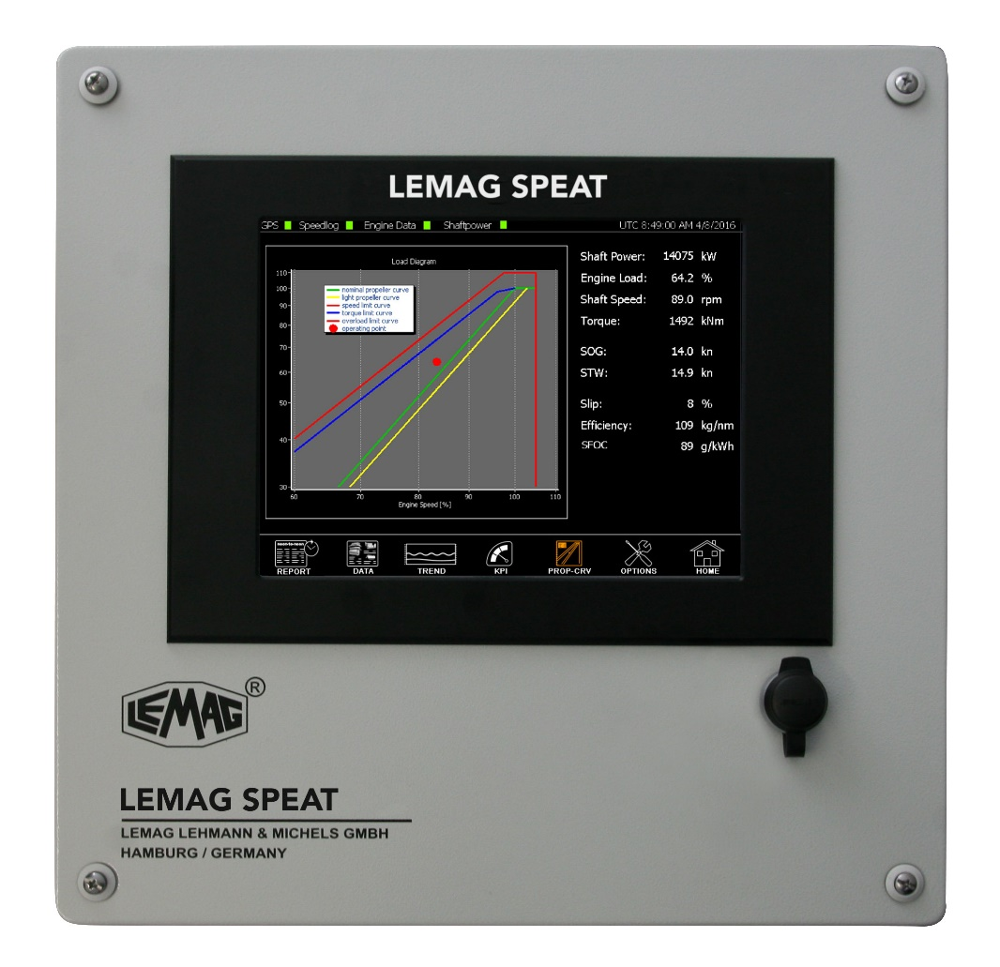 LEMAG SPEAT
GPS Speedlog Engine Data Shaftpower UTC 8:49:00 AM 4/8/2016
Load Diagram
nominal propeller curve
light propeller curve
speed limit curve
torque limit curve
overload limit curve
operating point
110
100
90
80
70
60
50
40
30
60 70 80 90 100 110
Engine Speed [%]
Shaft Power: 14075 kW
Engine Load: 64.2 %
Shaft Speed: 89.0 rpm
Torque: 1492 kNm
SOG: 14.0 kn
STW: 14.9 kn
Slip: 8 %
Efficiency: 109 kg/nm
SFOC 89 g/kWh
noon-to-noon
REPORT DATA TREND KPI PROP-CRV OPTIONS HOME
LEMAG ®
LEMAG SPEAT
LEMAG LEHMANN & MICHELS GMBH
HAMBURG / GERMANY